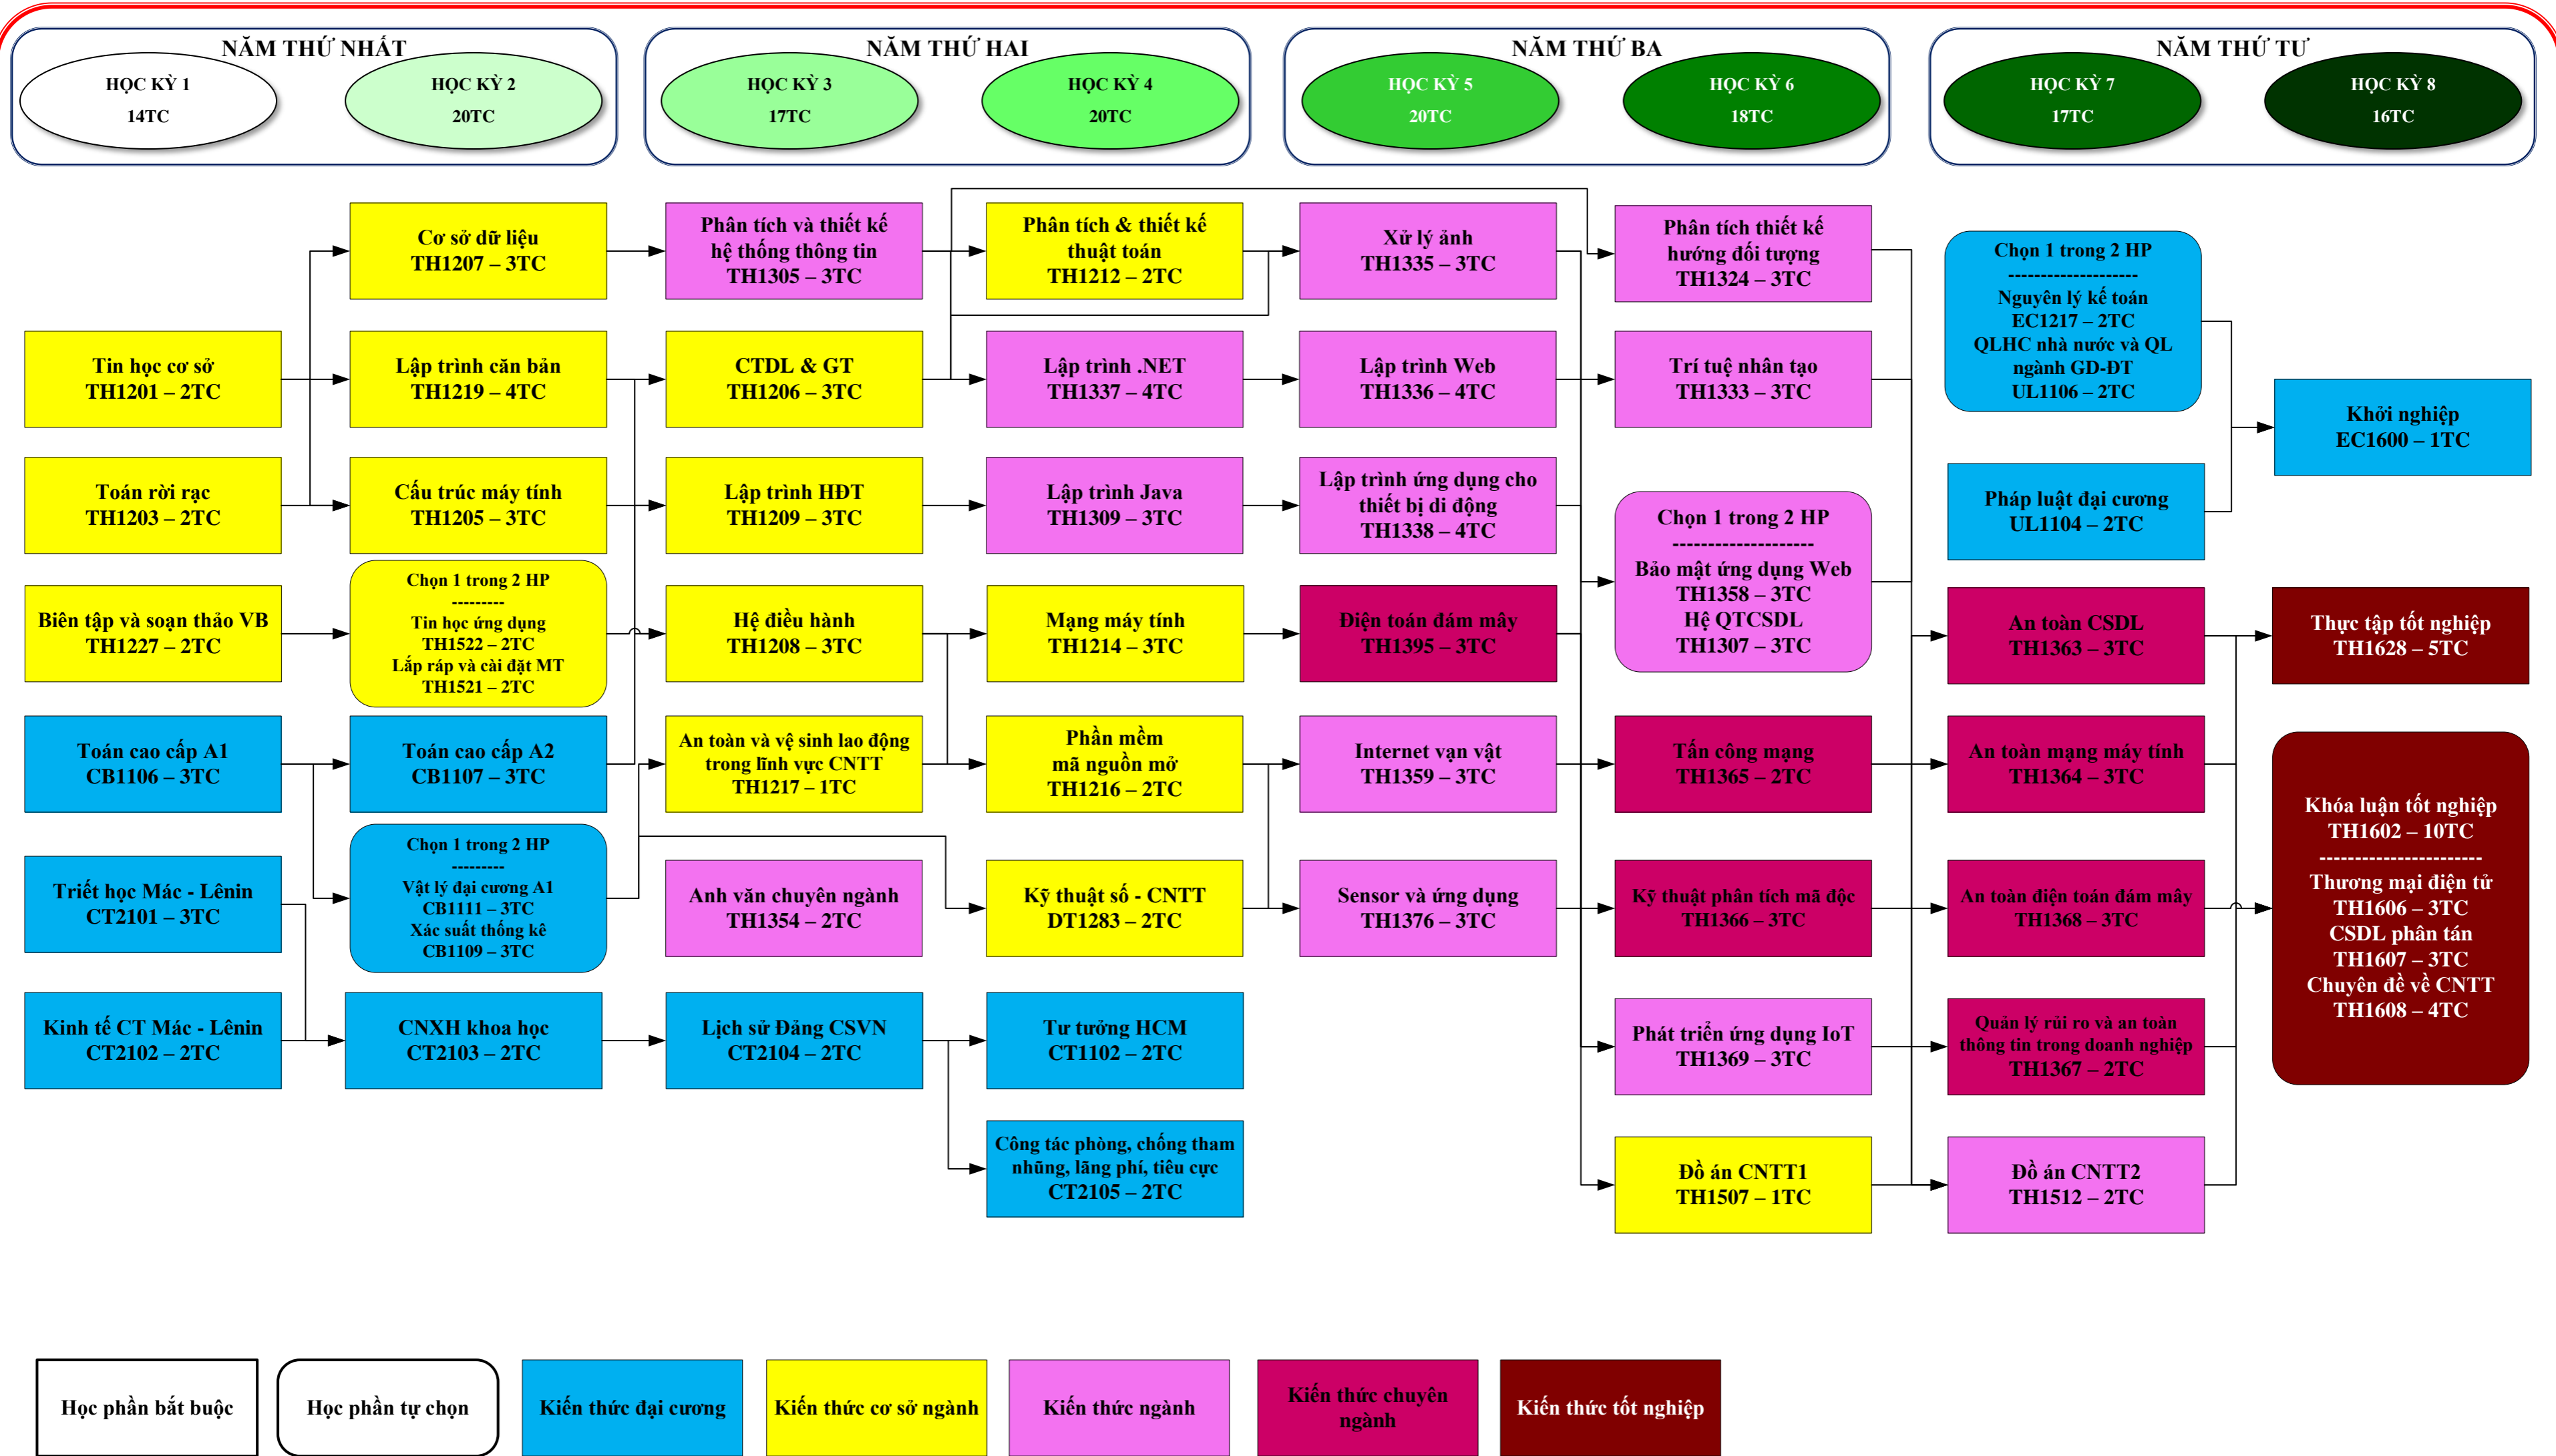 NĂM THỨ NHẤT
HỌC KỲ 1
14TC
HỌC KỲ 2
20TC
NĂM THỨ HAI
HỌC KỲ 3
17TC
HỌC KỲ 4
20TC
NĂM THỨ BA
HỌC KỲ 5
20TC
HỌC KỲ 6
18TC
NĂM THỨ TƯ
HỌC KỲ 7
17TC
HỌC KỲ 8
16TC
Tin học cơ sở
TH1201 – 2TC
Toán rời rạc
TH1203 – 2TC
Biên tập và soạn thảo VB
TH1227 – 2TC
Toán cao cấp A1
CB1106 – 3TC
Triết học Mác - Lênin
CT2101 – 3TC
Kinh tế CT Mác - Lênin
CT2102 – 2TC
Cơ sở dữ liệu
TH1207 – 3TC
Lập trình căn bản
TH1219 – 4TC
Cấu trúc máy tính
TH1205 – 3TC
Chọn 1 trong 2 HP
---------
Tin học ứng dụng
TH1522 – 2TC
Lắp ráp và cài đặt MT
TH1521 – 2TC
Toán cao cấp A2
CB1107 – 3TC
Chọn 1 trong 2 HP
---------
Vật lý đại cương A1
CB1111 – 3TC
Xác suất thống kê
CB1109 – 3TC
CNXH khoa học
CT2103 – 2TC
Phân tích và thiết kế
hệ thống thông tin
TH1305 – 3TC
CTDL & GT
TH1206 – 3TC
Lập trình HĐT
TH1209 – 3TC
Hệ điều hành
TH1208 – 3TC
An toàn và vệ sinh lao động
trong lĩnh vực CNTT
TH1217 – 1TC
Anh văn chuyên ngành
TH1354 – 2TC
Lịch sử Đảng CSVN
CT2104 – 2TC
Phân tích & thiết kế
thuật toán
TH1212 – 2TC
Lập trình .NET
TH1337 – 4TC
Lập trình Java
TH1309 – 3TC
Mạng máy tính
TH1214 – 3TC
Phần mềm
mã nguồn mở
TH1216 – 2TC
Kỹ thuật số - CNTT
DT1283 – 2TC
Tư tưởng HCM
CT1102 – 2TC
Công tác phòng, chống tham
nhũng, lãng phí, tiêu cực
CT2105 – 2TC
Xử lý ảnh
TH1335 – 3TC
Lập trình Web
TH1336 – 4TC
Lập trình ứng dụng cho
thiết bị di động
TH1338 – 4TC
Điện toán đám mây
TH1395 – 3TC
Internet vạn vật
TH1359 – 3TC
Sensor và ứng dụng
TH1376 – 3TC
Phân tích thiết kế
hướng đối tượng
TH1324 – 3TC
Trí tuệ nhân tạo
TH1333 – 3TC
Chọn 1 trong 2 HP
--------------------
Bảo mật ứng dụng Web
TH1358 – 3TC
Hệ QTCSDL
TH1307 – 3TC
Tấn công mạng
TH1365 – 2TC
Kỹ thuật phân tích mã độc
TH1366 – 3TC
Phát triển ứng dụng IoT
TH1369 – 3TC
Đồ án CNTT1
TH1507 – 1TC
Chọn 1 trong 2 HP
--------------------
Nguyên lý kế toán
EC1217 – 2TC
QLHC nhà nước và QL
ngành GD-ĐT
UL1106 – 2TC
Pháp luật đại cương
UL1104 – 2TC
An toàn CSDL
TH1363 – 3TC
An toàn mạng máy tính
TH1364 – 3TC
An toàn điện toán đám mây
TH1368 – 3TC
Quản lý rủi ro và an toàn
thông tin trong doanh nghiệp
TH1367 – 2TC
Đồ án CNTT2
TH1512 – 2TC
Khởi nghiệp
EC1600 – 1TC
Thực tập tốt nghiệp
TH1628 – 5TC
Khóa luận tốt nghiệp
TH1602 – 10TC
-----------------------
Thương mại điện tử
TH1606 – 3TC
CSDL phân tán
TH1607 – 3TC
Chuyên đề về CNTT
TH1608 – 4TC
Học phần bắt buộc
Học phần tự chọn
Kiến thức đại cương
Kiến thức cơ sở ngành
Kiến thức ngành
Kiến thức chuyên
ngành
Kiến thức tốt nghiệp